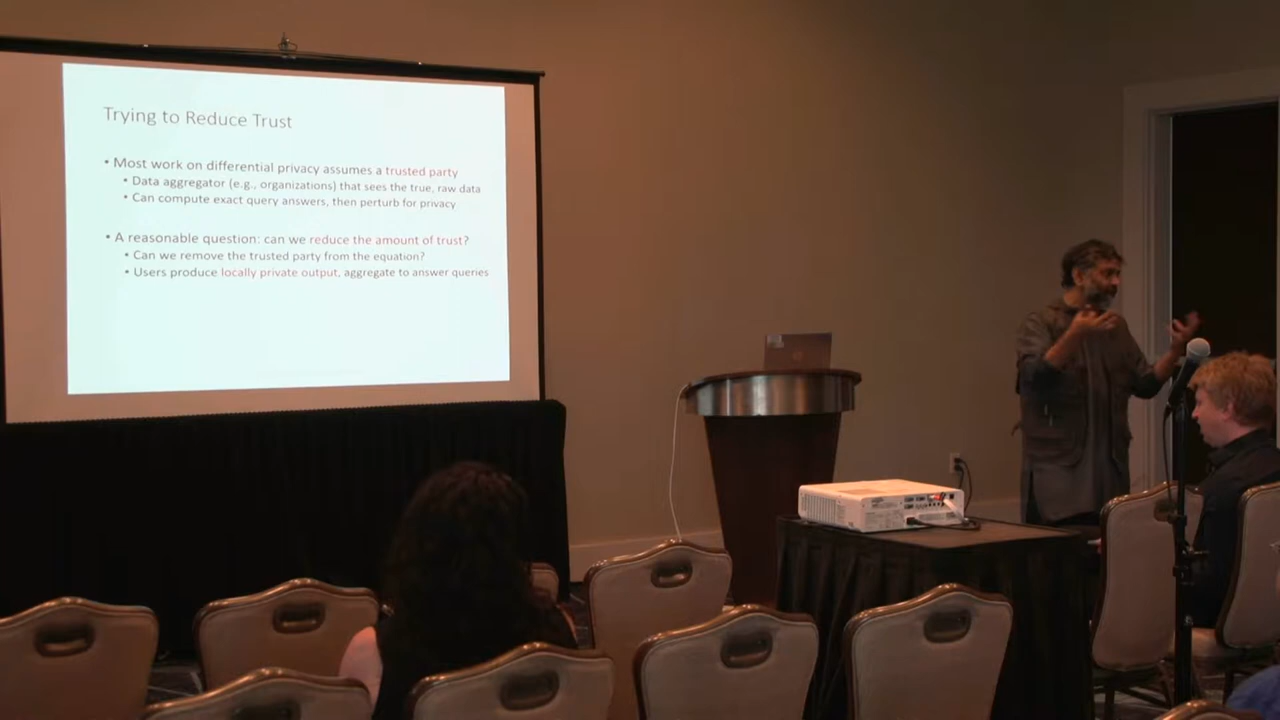 Trying to Reduce Trust
• Most work on differential privacy assumes a trusted party
• Data aggregator (e.g., organizations) that sees the true, raw data
• Can compute exact query answers, then perturb for privacy
• A reasonable question: can we reduce the amount of trust?
• Can we remove the trusted party from the equation?
• Users produce locally private output, aggregate to answer queries